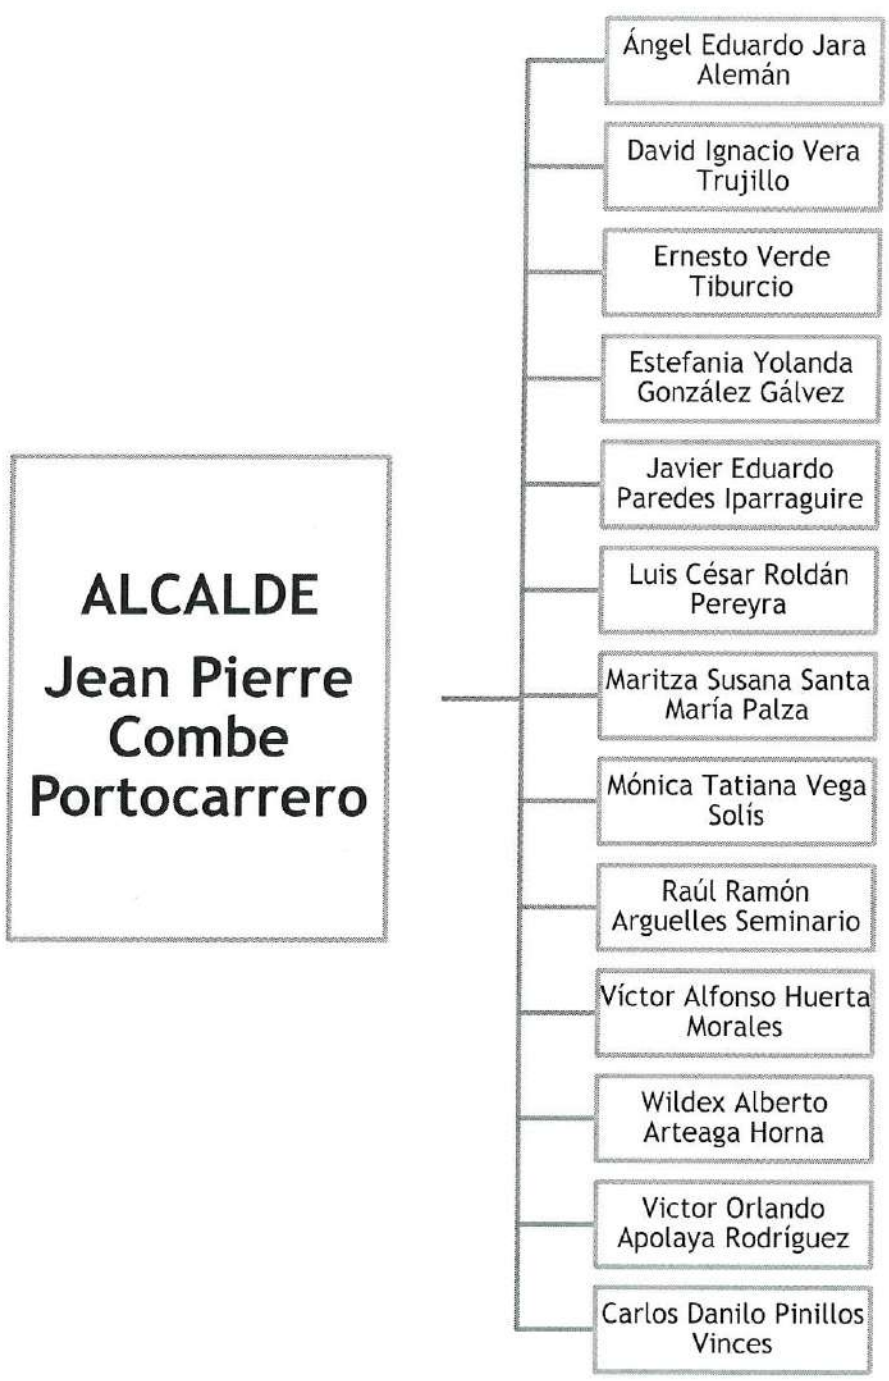 ALCALDE
Jean Pierre
Combe
Portocarrero
Ángel Eduardo Jara
Alemán
David Ignacio Vera
Trujillo
Ernesto Verde
Tiburcio
Estefania Yolanda
González Gálvez
Javier Eduardo
Paredes Iparraguire
Luis César Roldán
Pereyra
Maritza Susana Santa
María Palza
Mónica Tatiana Vega
Solís
Raúl Ramón
Arguelles Seminario
Víctor Alfonso Huerta
Morales
Wildex Alberto
Arteaga Horna
Victor Orlando
Apolaya Rodríguez
Carlos Danilo Pinillos
Vinces